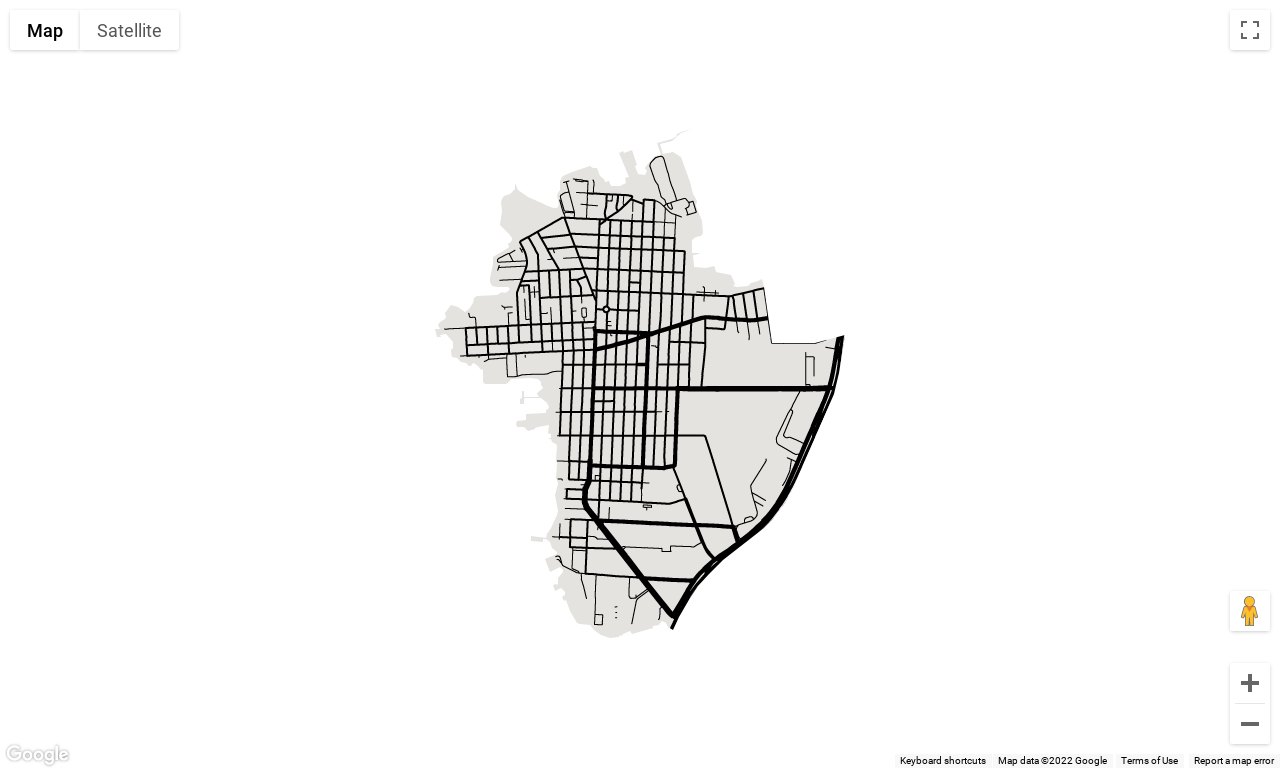 Map Satellite
Google
Keyboard shortcuts Map data ©2022 Google Terms of Use Report a map error